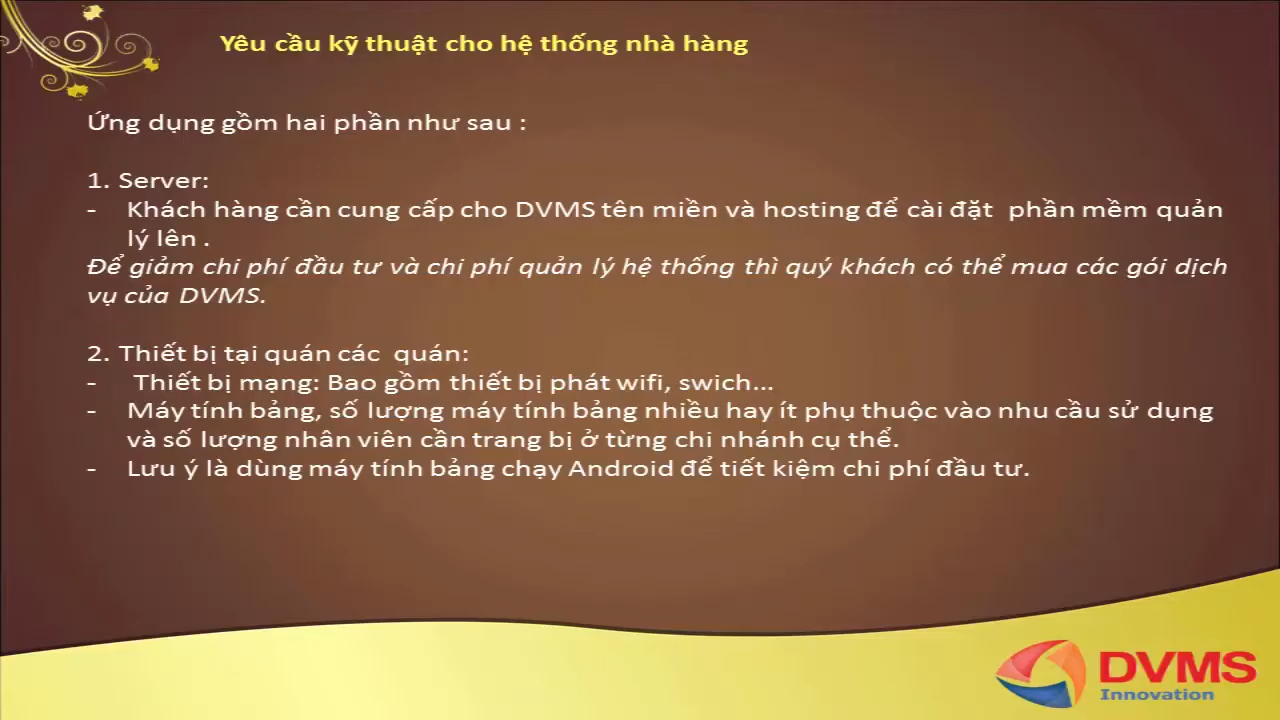 Yêu cầu kỹ thuật cho hệ thống nhà hàng
Ứng dụng gồm hai phần như sau :
1. Server:
- Khách hàng cần cung cấp cho DVMS tên miền và hosting để cài đặt phần mềm quản
lý lên .
Để giảm chi phí đầu tư và chi phí quản lý hệ thống thì quý khách có thể mua các gói dịch
vụ của DVMS.
2. Thiết bị tại quán các quán:
- Thiết bị mạng: Bao gồm thiết bị phát wifi, swich...
- Máy tính bảng, số lượng máy tính bảng nhiều hay ít phụ thuộc vào nhu cầu sử dụng
và số lượng nhân viên cần trang bị ở từng chi nhánh cụ thể.
- Lưu ý là dùng máy tính bảng chạy Android để tiết kiệm chi phí đầu tư.
DVMS
Innovation